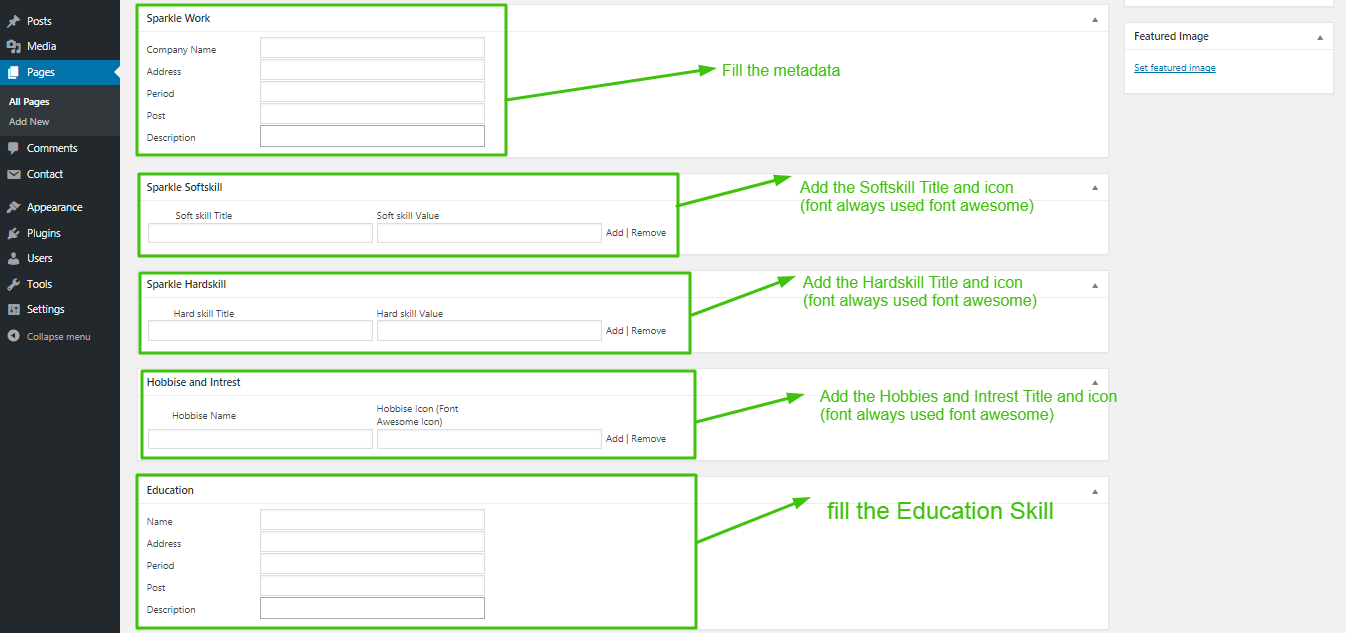 Posts
Media
Pages
All Pages
Add New
Comments
Contact
Appearance
Plugins
Users
Tools
Settings
Collapse menu
Sparkle Work
Company Name
Address
Period
Post
Description
Fill the metadata
Sparkle Softskill
Soft skill Title
Soft skill Value
Add | Remove
Add the Softskill Title and icon
(font always used font awesome)
Sparkle Hardskill
Hard skill Title
Hard skill Value
Add | Remove
Add the Hardskill Title and icon
(font always used font awesome)
Hobbise and Intrest
Hobbise Name
Hobbise Icon (Font
Awesome Icon)
Add | Remove
Add the Hobbies and Intrest Title and icon
(font always used font awesome)
Education
Name
Address
Period
Post
Description
fill the Education Skill
Featured Image
Set featured image